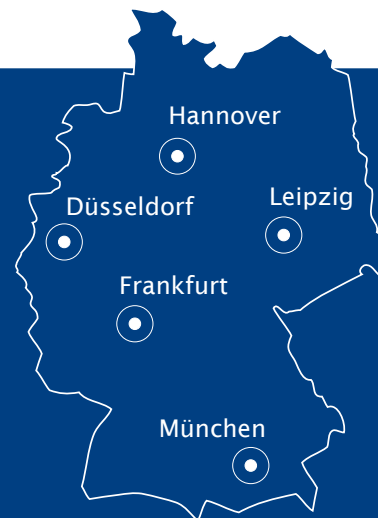 Hannover
Leipzig
Düsseldorf
Frankfurt
München